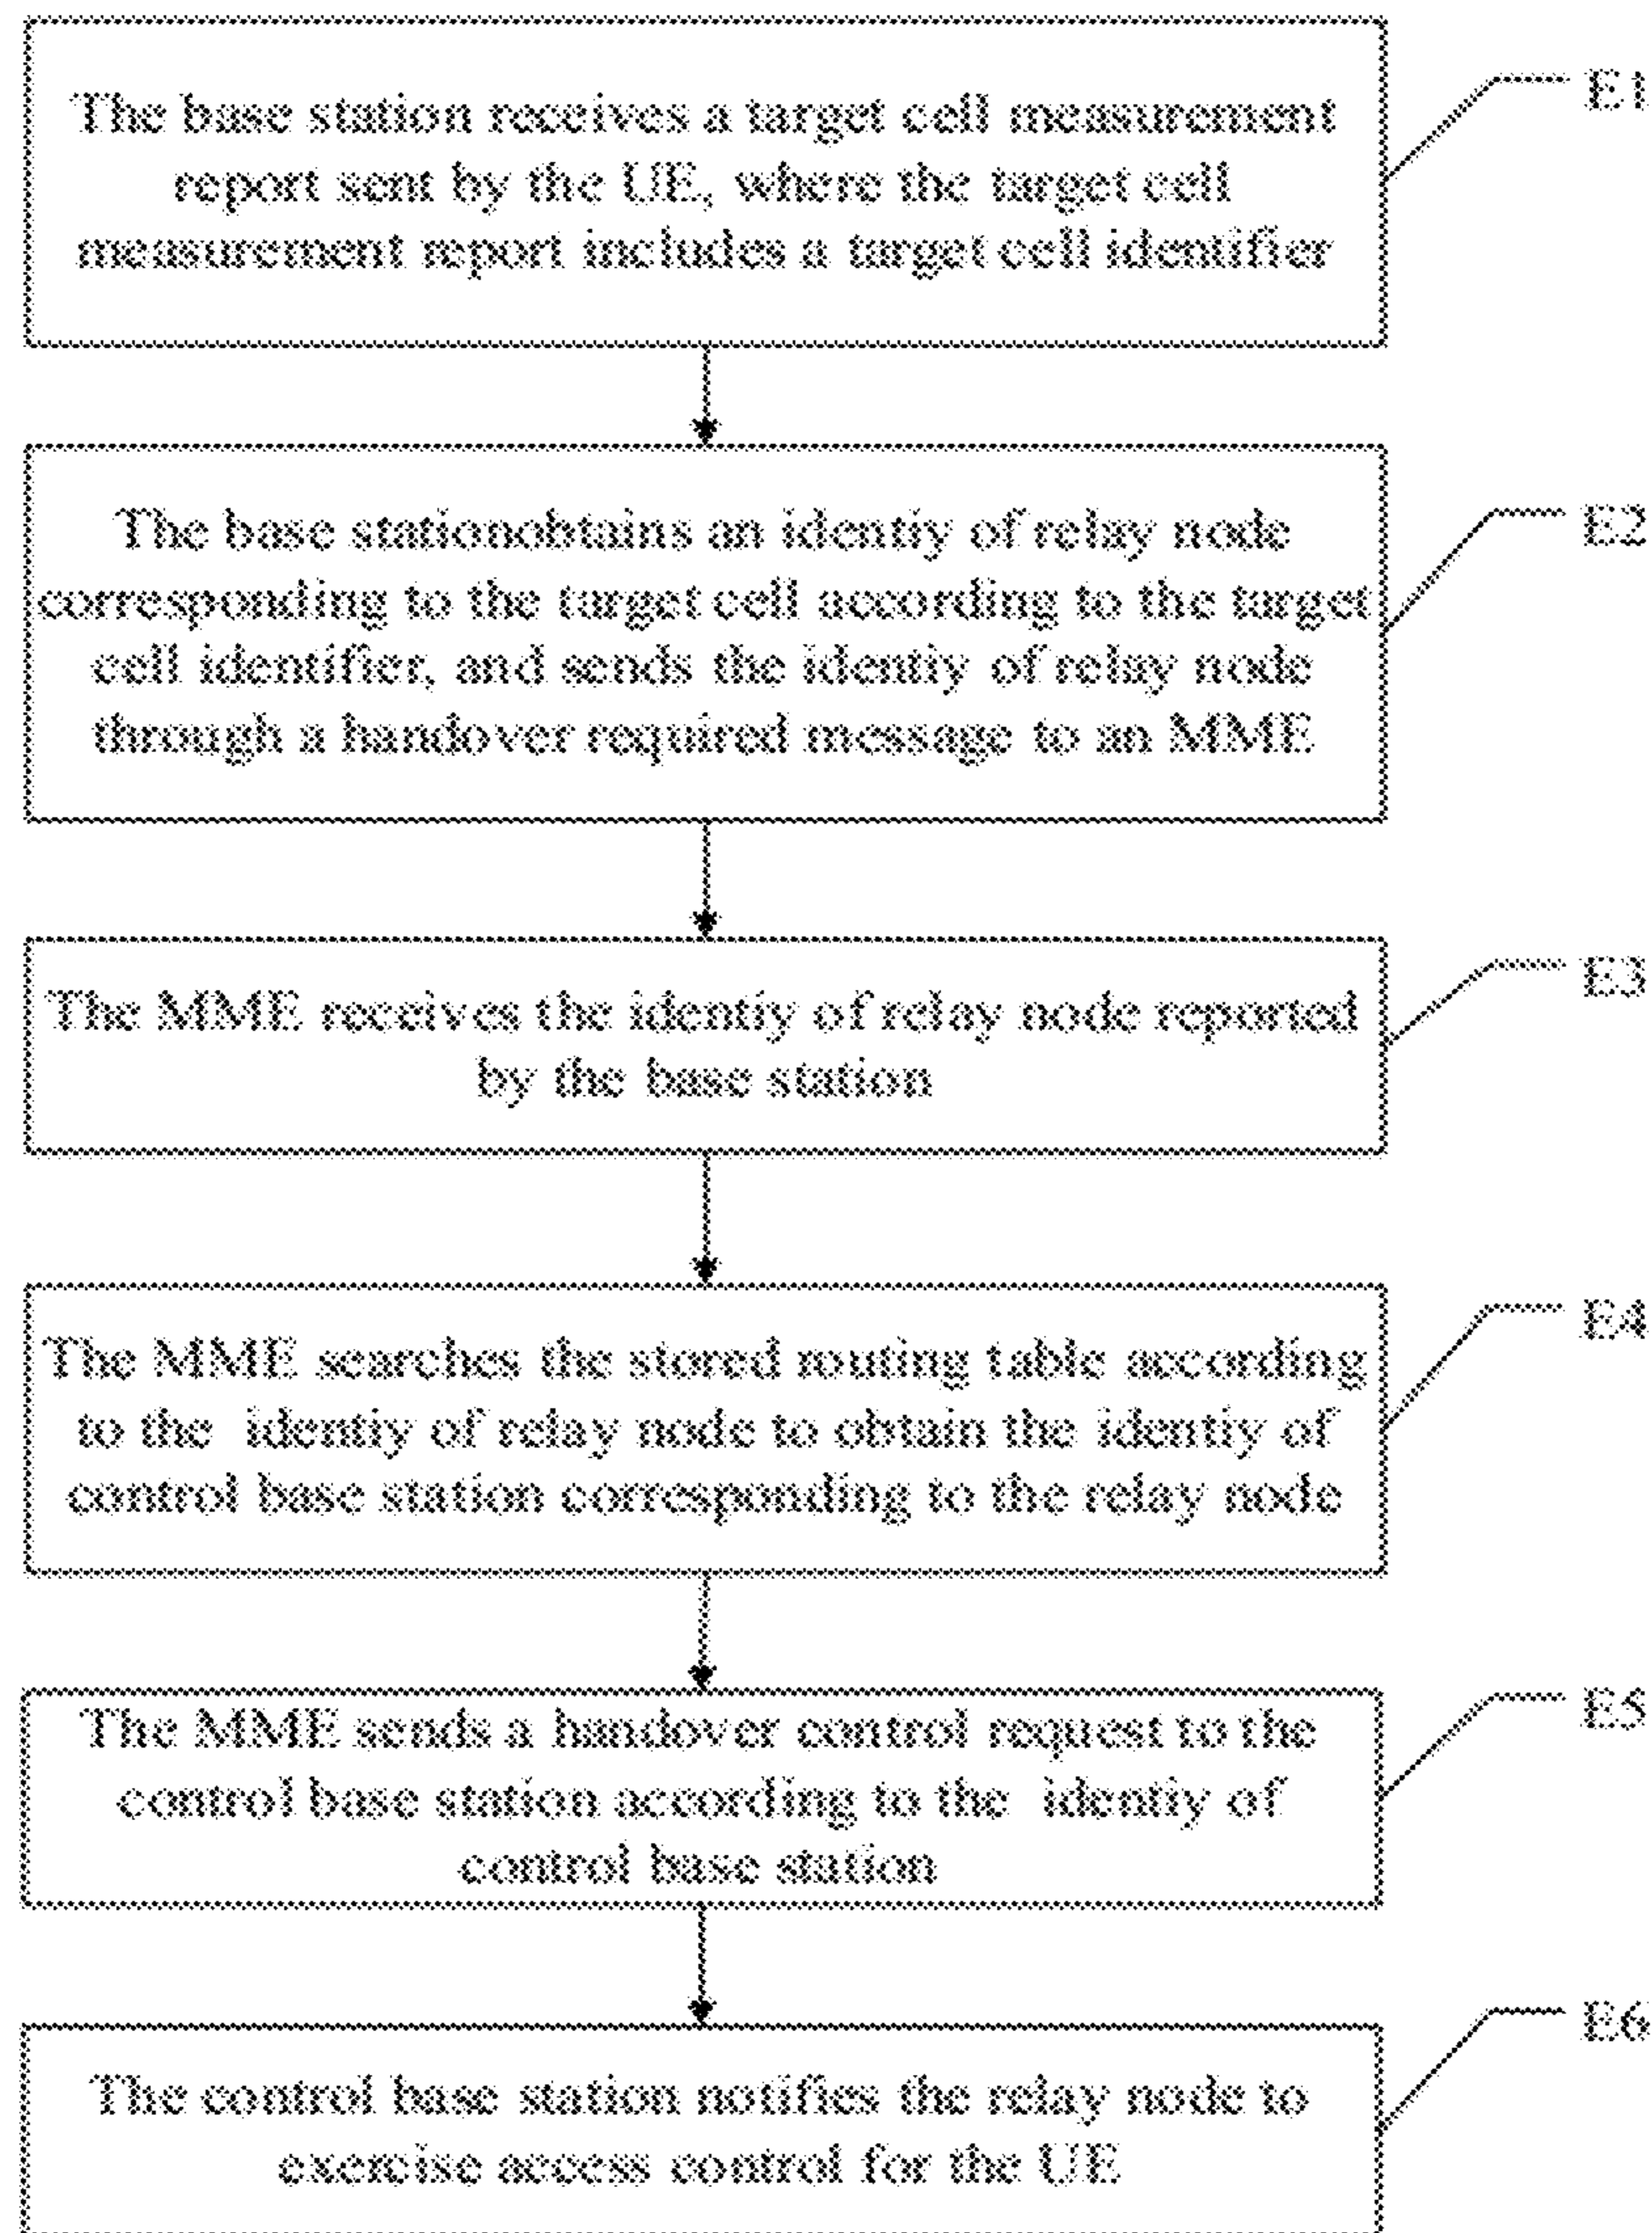 The base station receives a target cell measurement
report sent by the UE, where the target cell
measurement report includes a target cell identifier
E1
The base stationobtains an identiy of relay node
corresponding to the target cell according to the target
cell identifier, and sends the identiy of relay node
through a handover required message to an MME
E2
The MME receives the identiy of relay node reported
by the base station
E3
The MME searches the stored routing table according
to the identiy of relay node to obtain the identiy of
control base station corresponding to the relay node
E4
The MME sends a handover control request to the
control base station according to the identiy of
control base station
E5
The control base station notifies the relay node to
exercise access control for the UE
E6